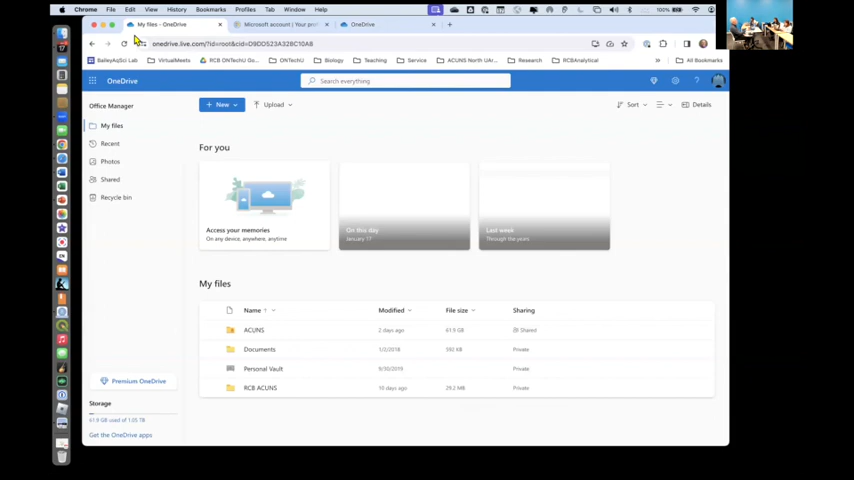 Chrome File Edit View History Bookmarks Profiles Tab Window Help 100%
My files - OneDrive Microsoft account | Your prof OneDrive
onedrive.live.com/?id=root&cid=D9DD523A328C10A8
BaileyAqSci Lab VirtualMeets RCB ONTechU Go... ONTechU Biology Teaching Service ACUNS North UAr... Research RCBAnalytical All Bookmarks
OneDrive Search everything
Office Manager
My files
Recent
Photos
Shared
Recycle bin
Premium OneDrive
Storage
61.9 GB used of 1.05 TB
Get the OneDrive apps
New Upload Sort Details
For you
Access your memories
On any device, anywhere, anytime
On this day
January 17
Last week
Through the years
My files
Name Modified File size Sharing
ACUNS 2 days ago 61.9 GB Shared
Documents 1/2/2018 592 KB Private
Personal Vault 9/30/2019 Private
RCB ACUNS 10 days ago 29.2 MB Private